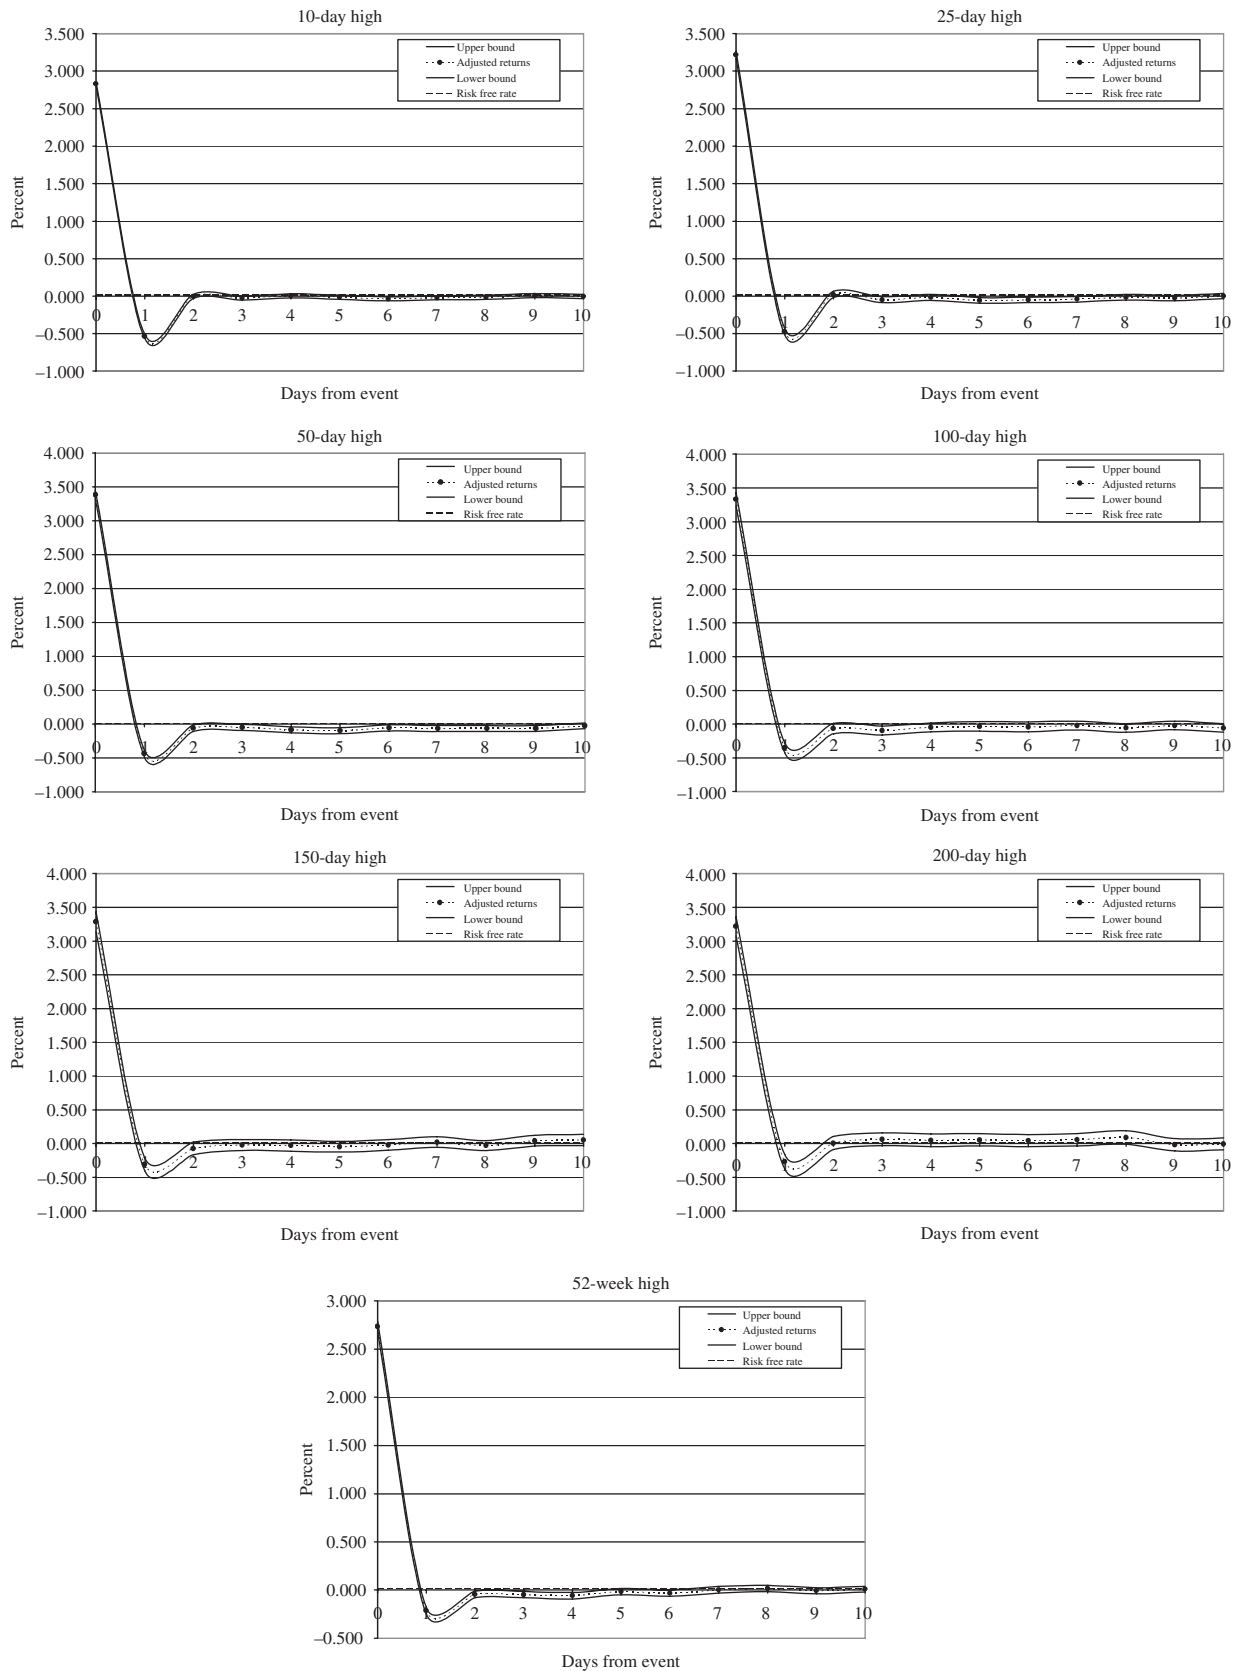 10-day high
3.500
3.000
2.500
2.000
1.500
1.000
0.500
0.000
–0.500
–1.000
Percent
Upper bound
Adjusted returns
Lower bound
Risk free rate
0 1 2 3 4 5 6 7 8 9 10
Days from event
25-day high
3.500
3.000
2.500
2.000
1.500
1.000
0.500
0.000
–0.500
–1.000
Percent
Upper bound
Adjusted returns
Lower bound
Risk free rate
0 1 2 3 4 5 6 7 8 9 10
Days from event
50-day high
4.000
3.500
3.000
2.500
2.000
1.500
1.000
0.500
0.000
–0.500
–1.000
Percent
Upper bound
Adjusted returns
Lower bound
Risk free rate
0 1 2 3 4 5 6 7 8 9 10
Days from event
100-day high
4.000
3.500
3.000
2.500
2.000
1.500
1.000
0.500
0.000
–0.500
–1.000
Percent
Upper bound
Adjusted returns
Lower bound
Risk free rate
0 1 2 3 4 5 6 7 8 9 10
Days from event
150-day high
4.000
3.500
3.000
2.500
2.000
1.500
1.000
0.500
0.000
–0.500
–1.000
Percent
Upper bound
Adjusted returns
Lower bound
Risk free rate
0 1 2 3 4 5 6 7 8 9 10
Days from event
200-day high
4.000
3.500
3.000
2.500
2.000
1.500
1.000
0.500
0.000
–0.500
–1.000
Percent
Upper bound
Adjusted returns
Lower bound
Risk free rate
0 1 2 3 4 5 6 7 8 9 10
Days from event
52-week high
3.000
2.500
2.000
1.500
1.000
0.500
0.000
–0.500
Percent
Upper bound
Adjusted returns
Lower bound
Risk free rate
0 1 2 3 4 5 6 7 8 9 10
Days from event